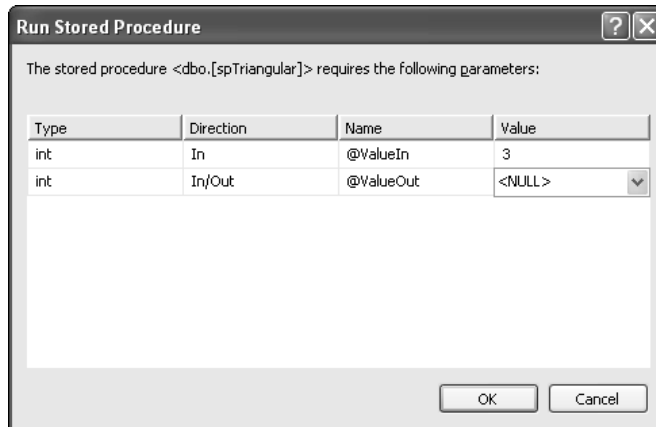 Run Stored Procedure
The stored procedure <dbo.[spTriangular]> requires the following parameters:
Type Direction Name Value
int In @ValueIn 3
int In/Out @ValueOut <NULL>
OK Cancel